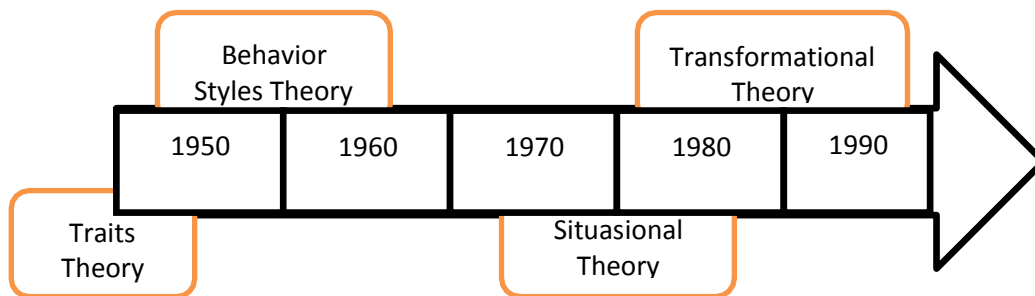 Behavior
Styles Theory
Transformational
Theory
1950
1960
1970
1980
1990
Traits
Theory
Situasional
Theory